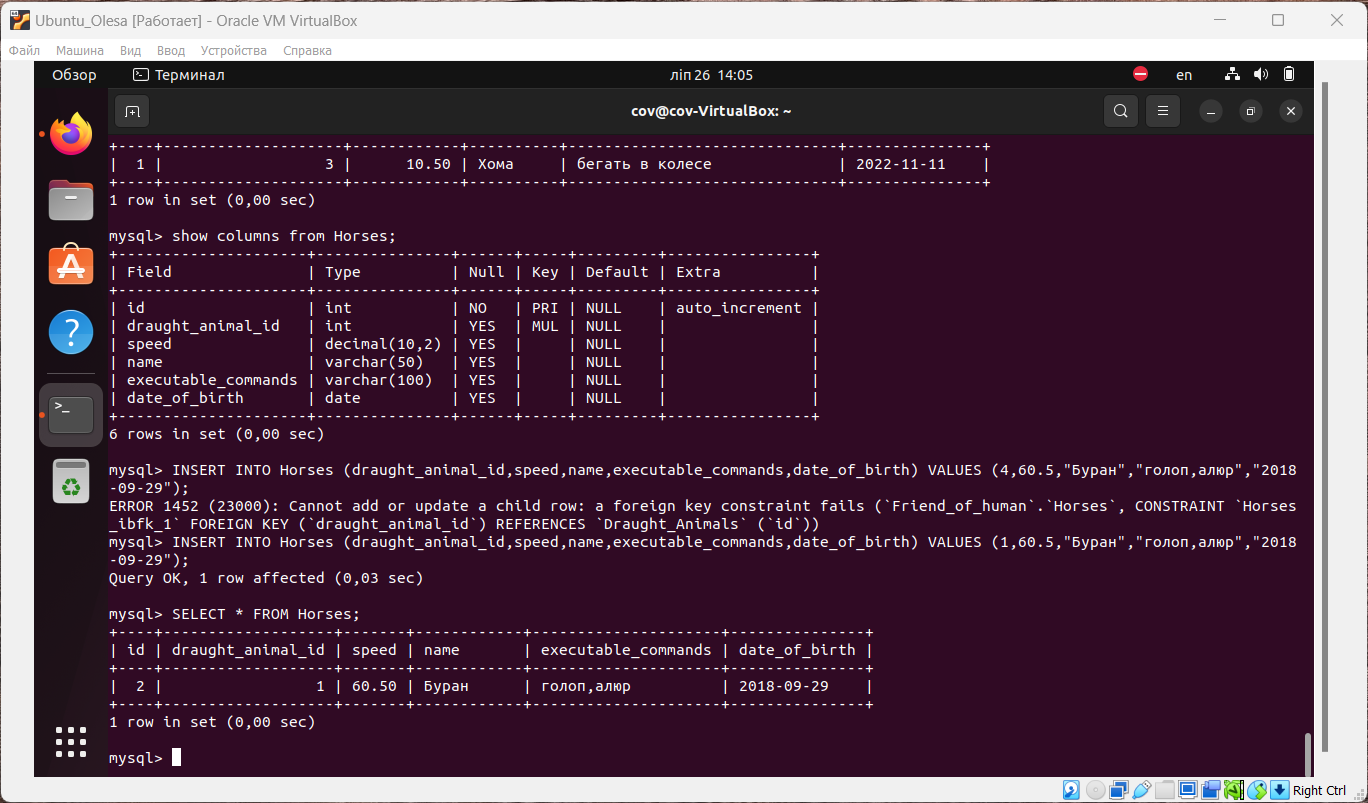 Ubuntu_Olesa [Работает] - Oracle VM VirtualBox
Файл Машина Вид Ввод Устройства Справка
Обзор Терминал ліп 26 14:05 en
cov@cov-VirtualBox: ~
+----+--------------------+------------+----------+------------------------------+---------------+
| 1 | 3 | 10.50 | Хома | бегать в колесе | 2022-11-11 |
+----+--------------------+------------+----------+------------------------------+---------------+
1 row in set (0,00 sec)
mysql> show columns from Horses;
+---------------------+---------------+------+-----+---------+----------------+
| Field | Type | Null | Key | Default | Extra |
+---------------------+---------------+------+-----+---------+----------------+
| id | int | NO | PRI | NULL | auto_increment |
| draught_animal_id | int | YES | MUL | NULL | |
| speed | decimal(10,2) | YES | | NULL | |
| name | varchar(50) | YES | | NULL | |
| executable_commands | varchar(100) | YES | | NULL | |
| date_of_birth | date | YES | | NULL | |
+---------------------+---------------+------+-----+---------+----------------+
6 rows in set (0,00 sec)
mysql> INSERT INTO Horses (draught_animal_id,speed,name,executable_commands,date_of_birth) VALUES (4,60.5,"Буран","голоп,алюр","2018
-09-29");
ERROR 1452 (23000): Cannot add or update a child row: a foreign key constraint fails (`Friend_of_human`.`Horses`, CONSTRAINT `Horses
_ibfk_1` FOREIGN KEY (`draught_animal_id`) REFERENCES `Draught_Animals` (`id`))
mysql> INSERT INTO Horses (draught_animal_id,speed,name,executable_commands,date_of_birth) VALUES (1,60.5,"Буран","голоп,алюр","2018
-09-29");
Query OK, 1 row affected (0,03 sec)
mysql> SELECT * FROM Horses;
+----+-------------------+-------+------------+---------------------+---------------+
| id | draught_animal_id | speed | name | executable_commands | date_of_birth |
+----+-------------------+-------+------------+---------------------+---------------+
| 2 | 1 | 60.50 | Буран | голоп,алюр | 2018-09-29 |
+----+-------------------+-------+------------+---------------------+---------------+
1 row in set (0,00 sec)
mysql>
Right Ctrl